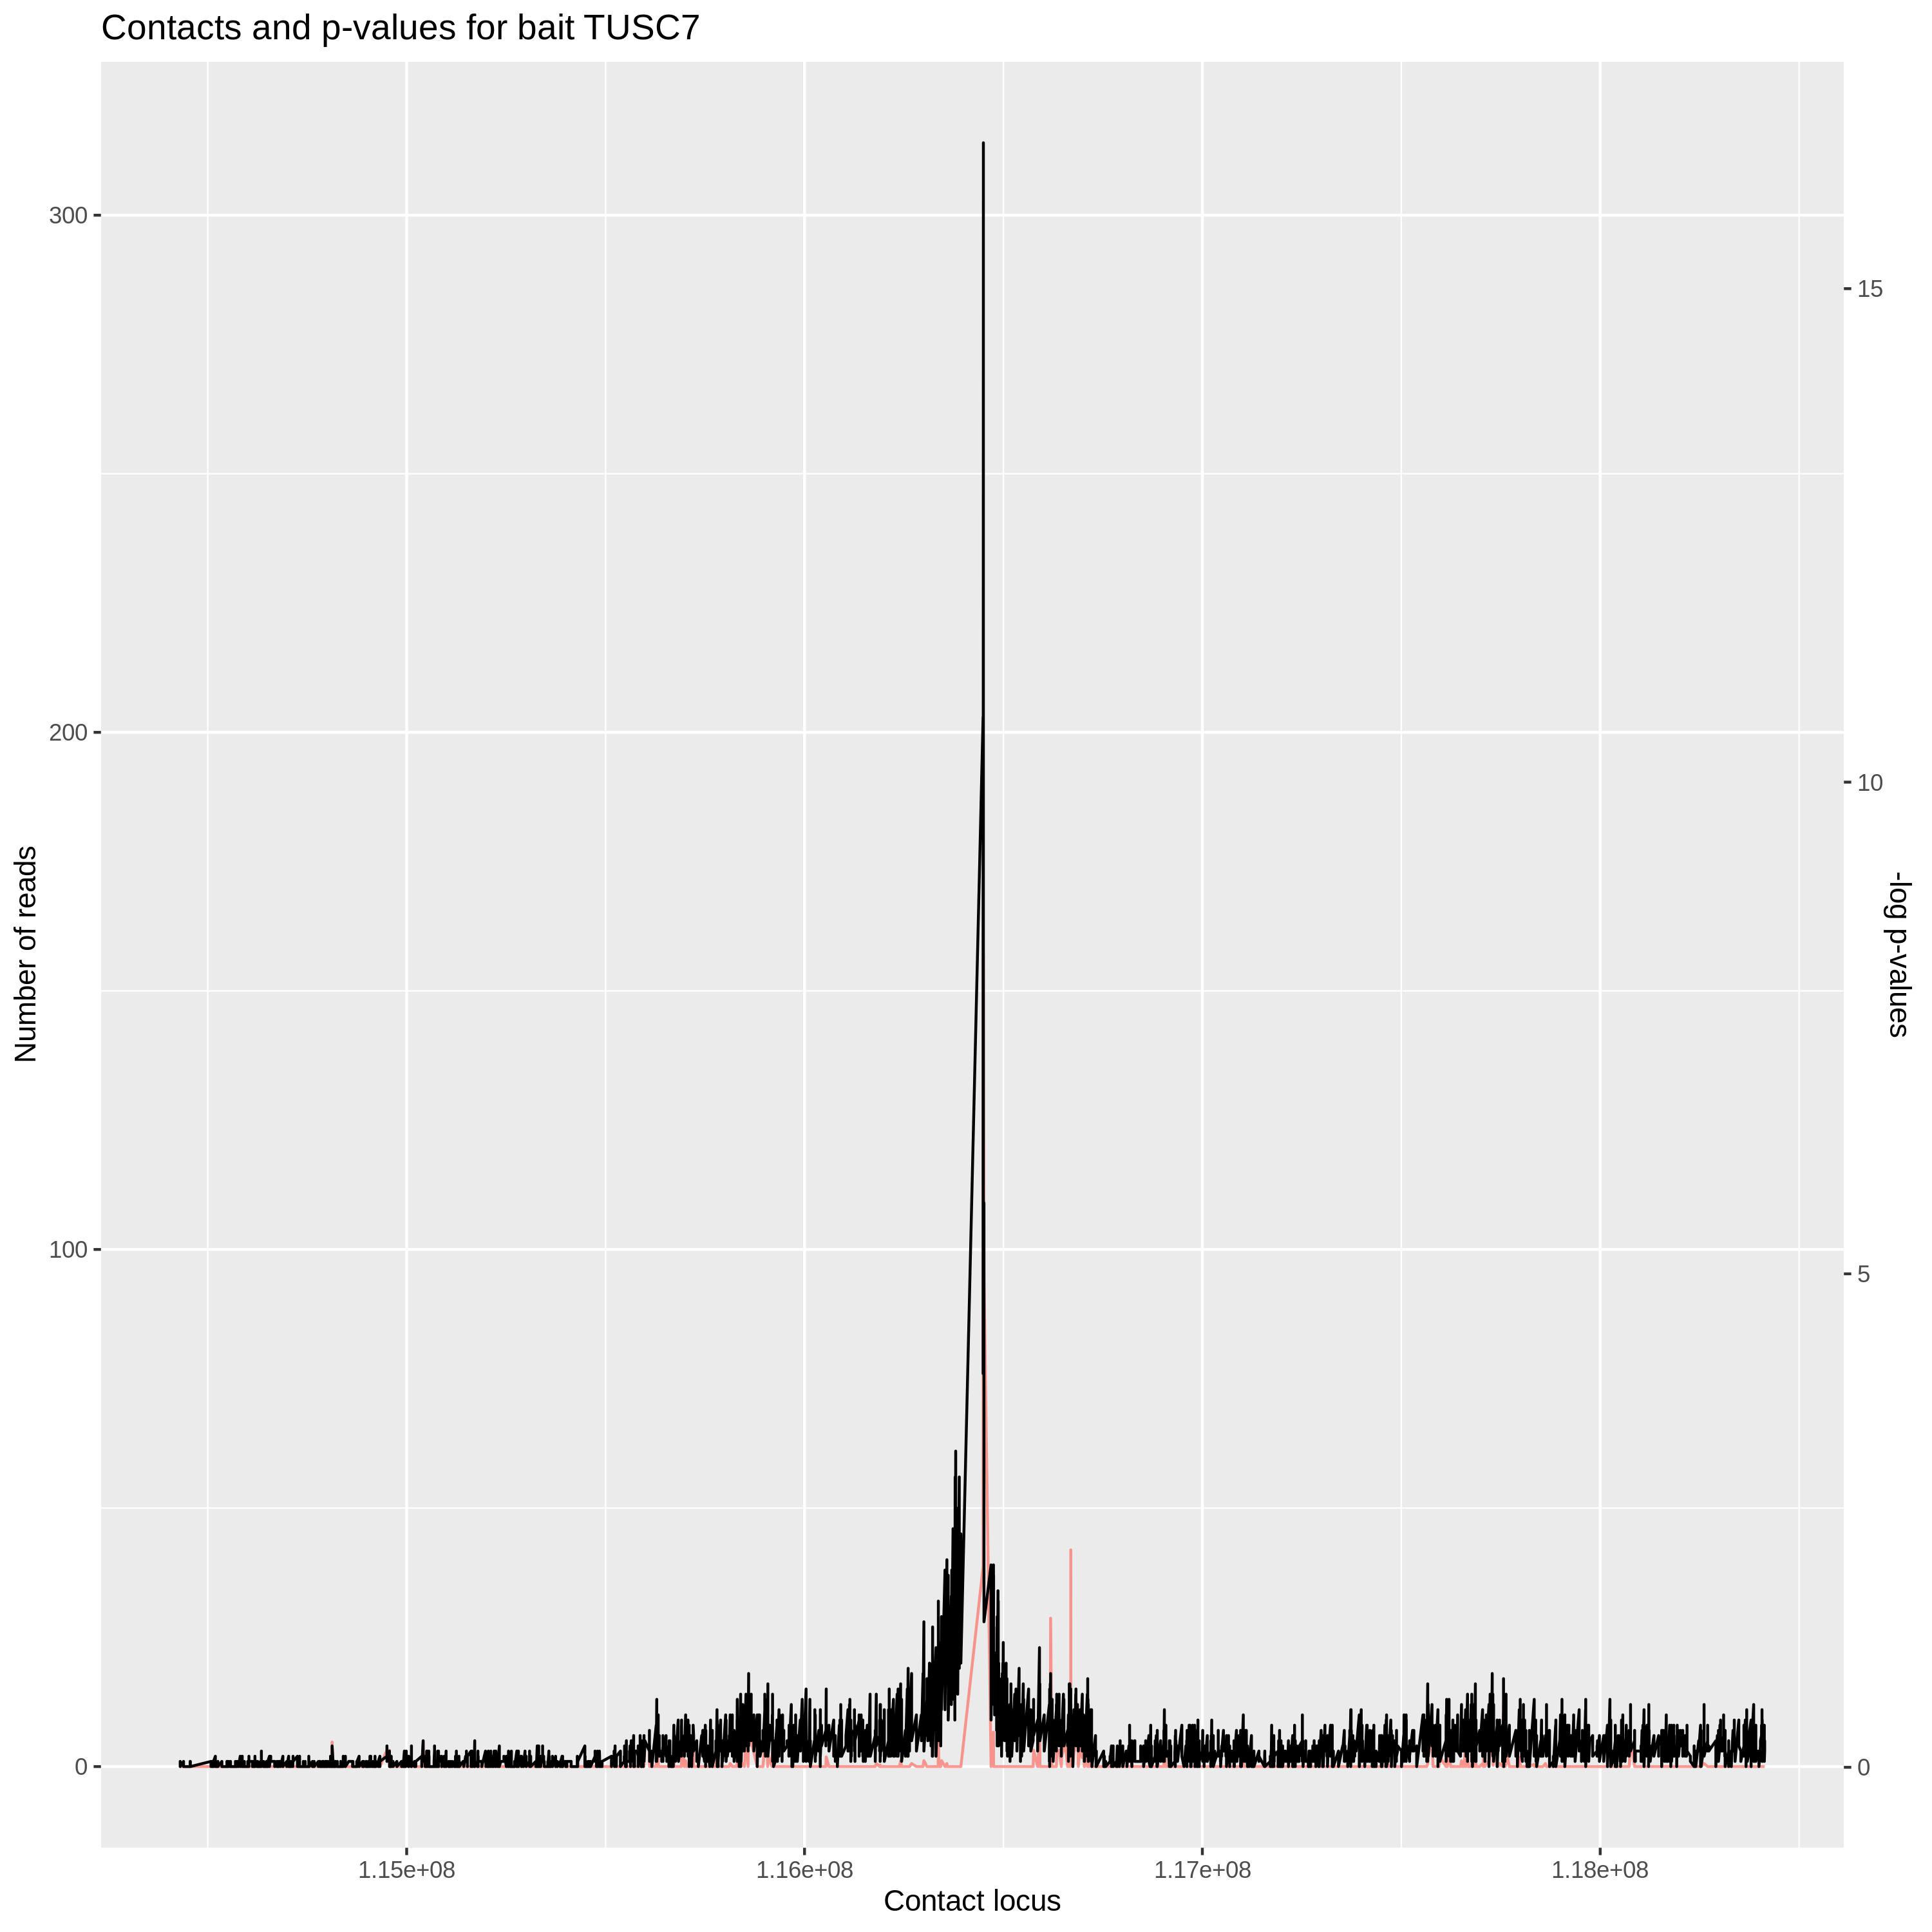 Contacts and p-values for bait TUSC7
300
200
100
0
Number of reads
15
10
5
0
-log p-values
1.15e+08
1.16e+08
1.17e+08
1.18e+08
Contact locus